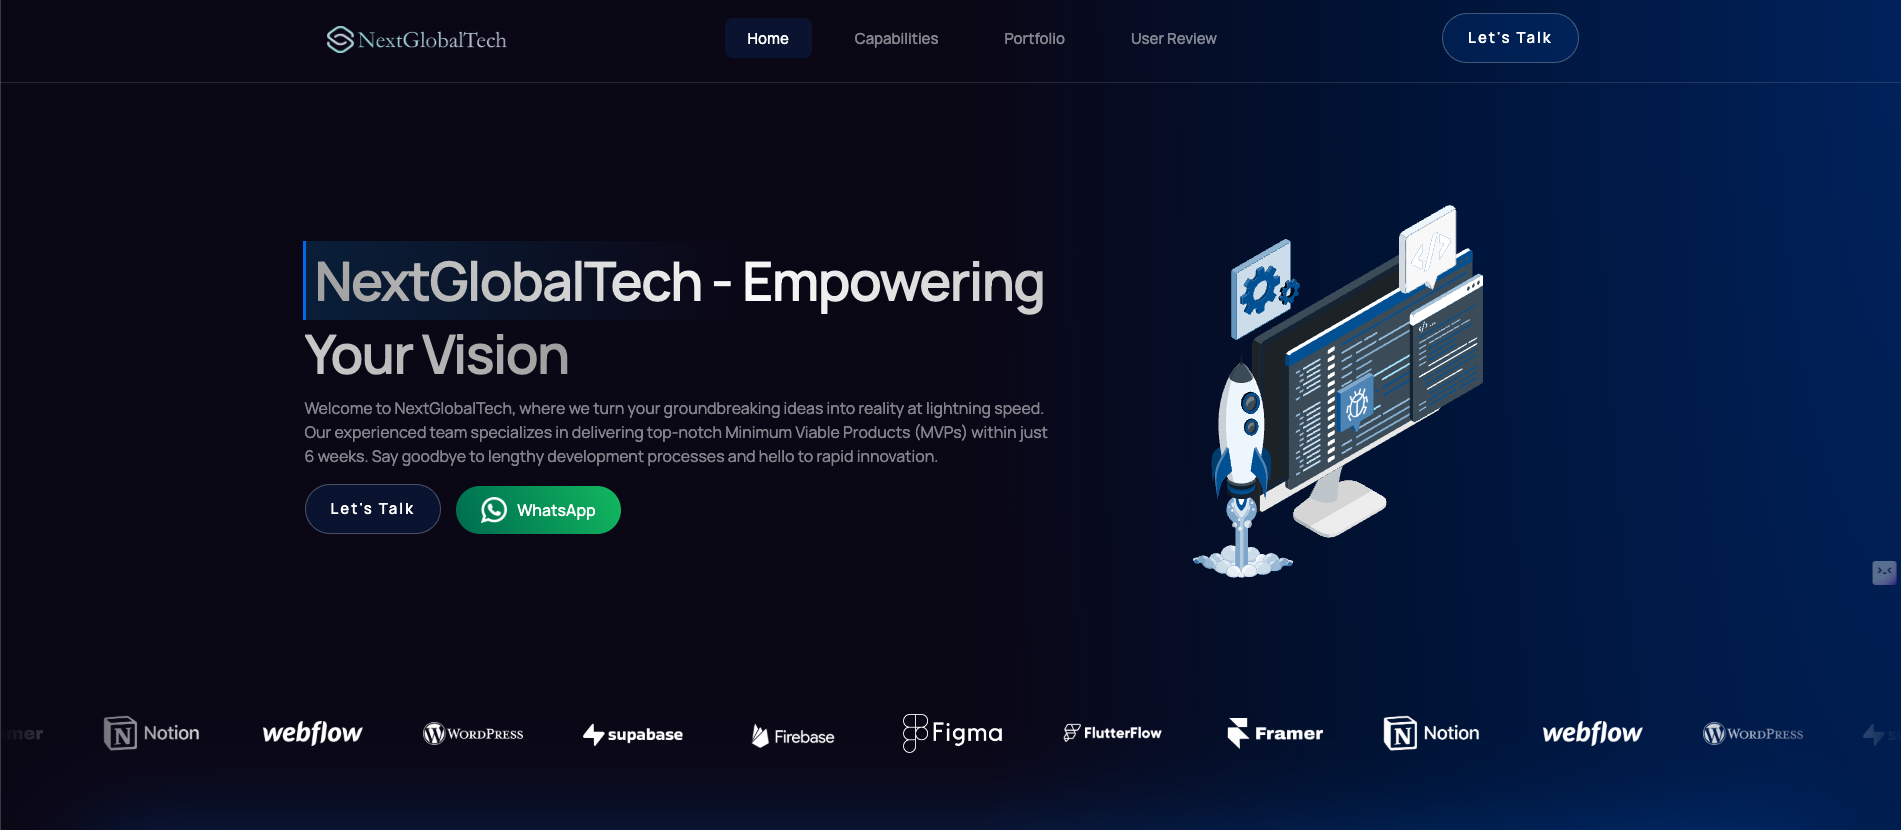 NextGlobalTech
Home
Capabilities
Portfolio
User Review
Let's Talk
NextGlobalTech - Empowering
Your Vision
Welcome to NextGlobalTech, where we turn your groundbreaking ideas into reality at lightning speed.
Our experienced team specializes in delivering top-notch Minimum Viable Products (MVPs) within just
6 weeks. Say goodbye to lengthy development processes and hello to rapid innovation.
Let's Talk
WhatsApp
</>
</>...
mer
Notion
webflow
WORDPRESS
supabase
Firebase
Figma
FlutterFlow
Framer
Notion
webflow
WORDPRESS
s